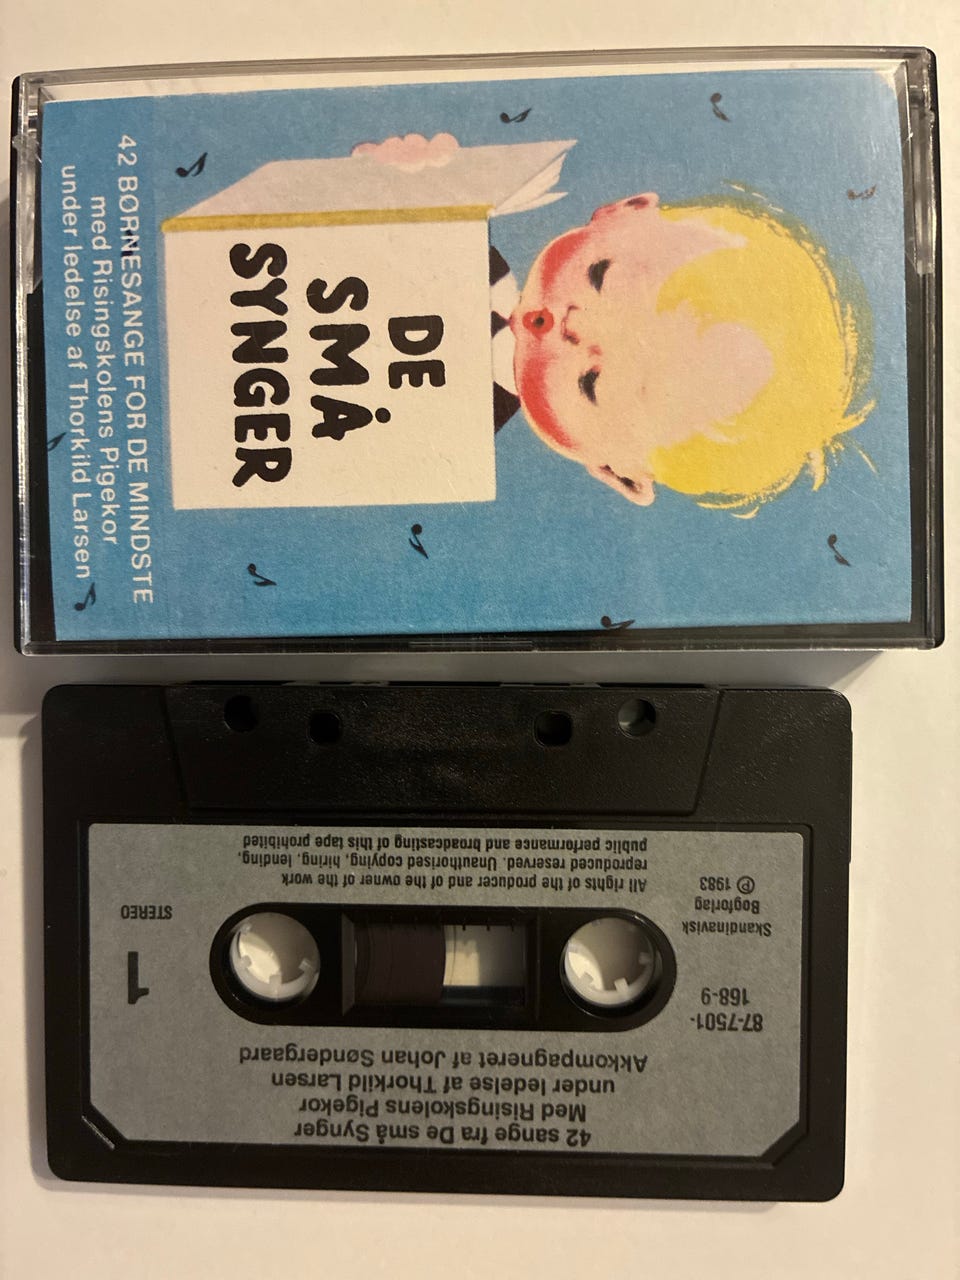 DE
SMÅ
SYNGER
42 BØRNESANGE FOR DE MINDSTE
med Risingskolens Pigekor
under ledelse af Thorkild Larsen
42 sange fra De små Synger
Med Risingskolens Pigekor
under ledelse af Thorkild Larsen
Akkompagneret af Johan Søndergaard
87-7501-
168-9
1
Skandinavisk
Bogforlag
℗ 1983
STEREO
All rights of the producer and of the owner of the work
reproduced reserved. Unauthorised copying, hiring, lending,
public performance and broadcasting of this tape prohibited